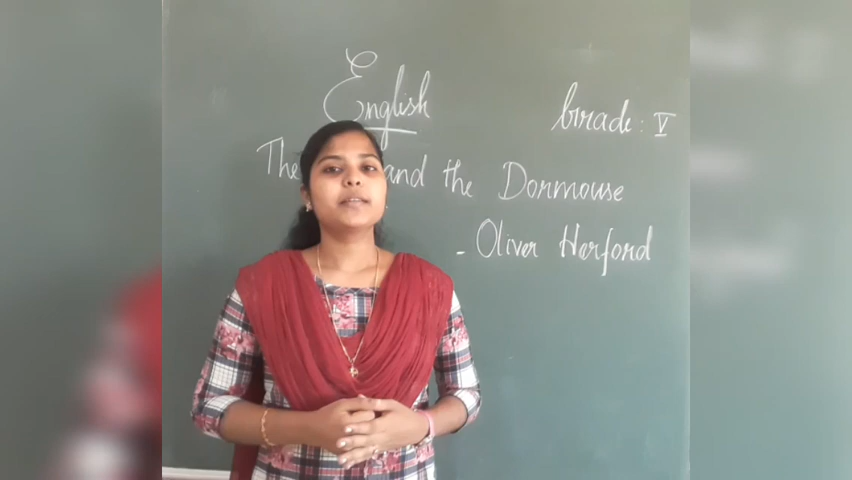 English
Grade: V
The and the Dormouse
- Oliver Herford